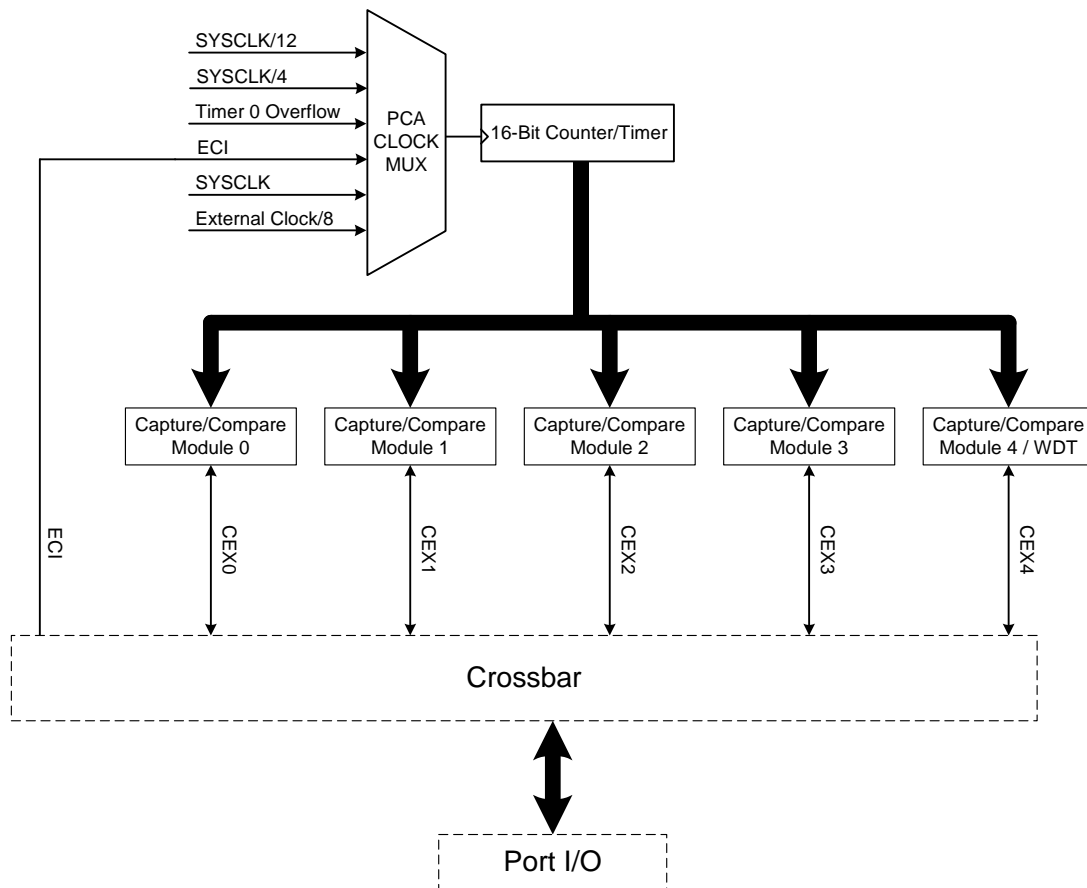 SYSCLK/12
SYSCLK/4
Timer 0 Overflow
ECI
SYSCLK
External Clock/8
PCA
CLOCK
MUX
16-Bit Counter/Timer
Capture/Compare
Module 0
Capture/Compare
Module 1
Capture/Compare
Module 2
Capture/Compare
Module 3
Capture/Compare
Module 4 / WDT
ECI
CEX0
CEX1
CEX2
CEX3
CEX4
Crossbar
Port I/O